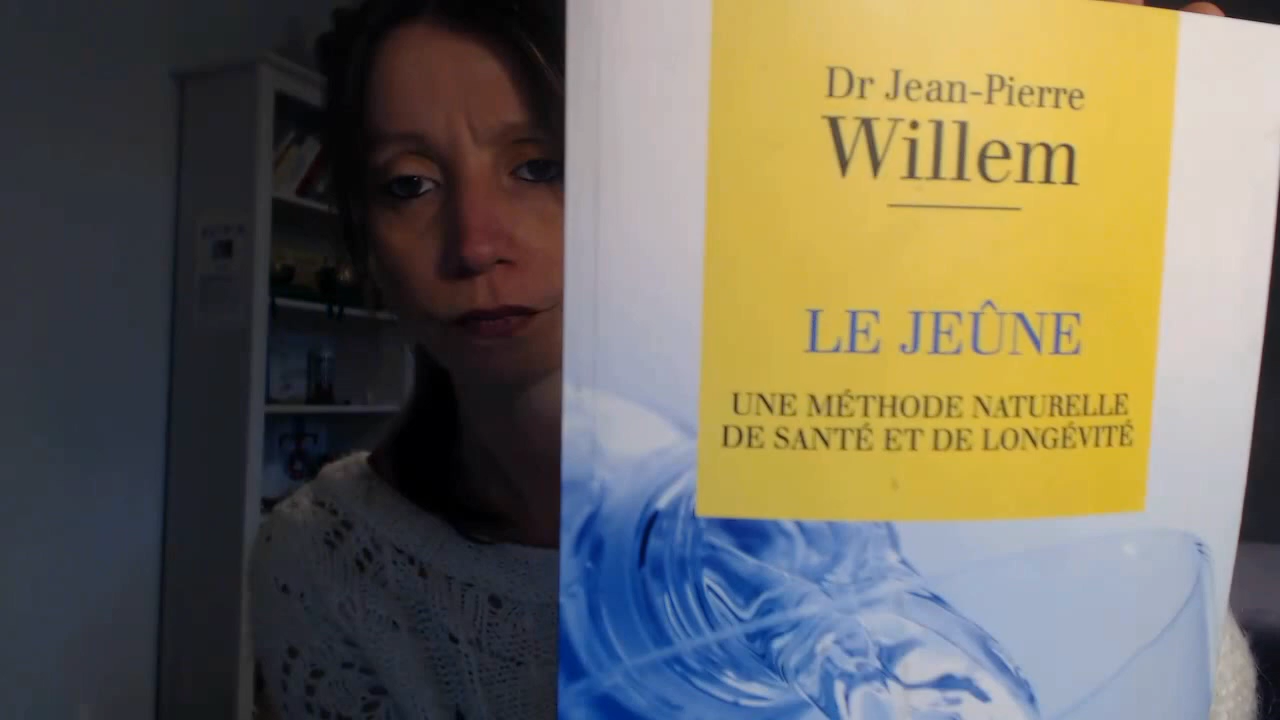 Dr Jean-Pierre
Willem
LE JEÛNE
UNE MÉTHODE NATURELLE
DE SANTÉ ET DE LONGÉVITÉ